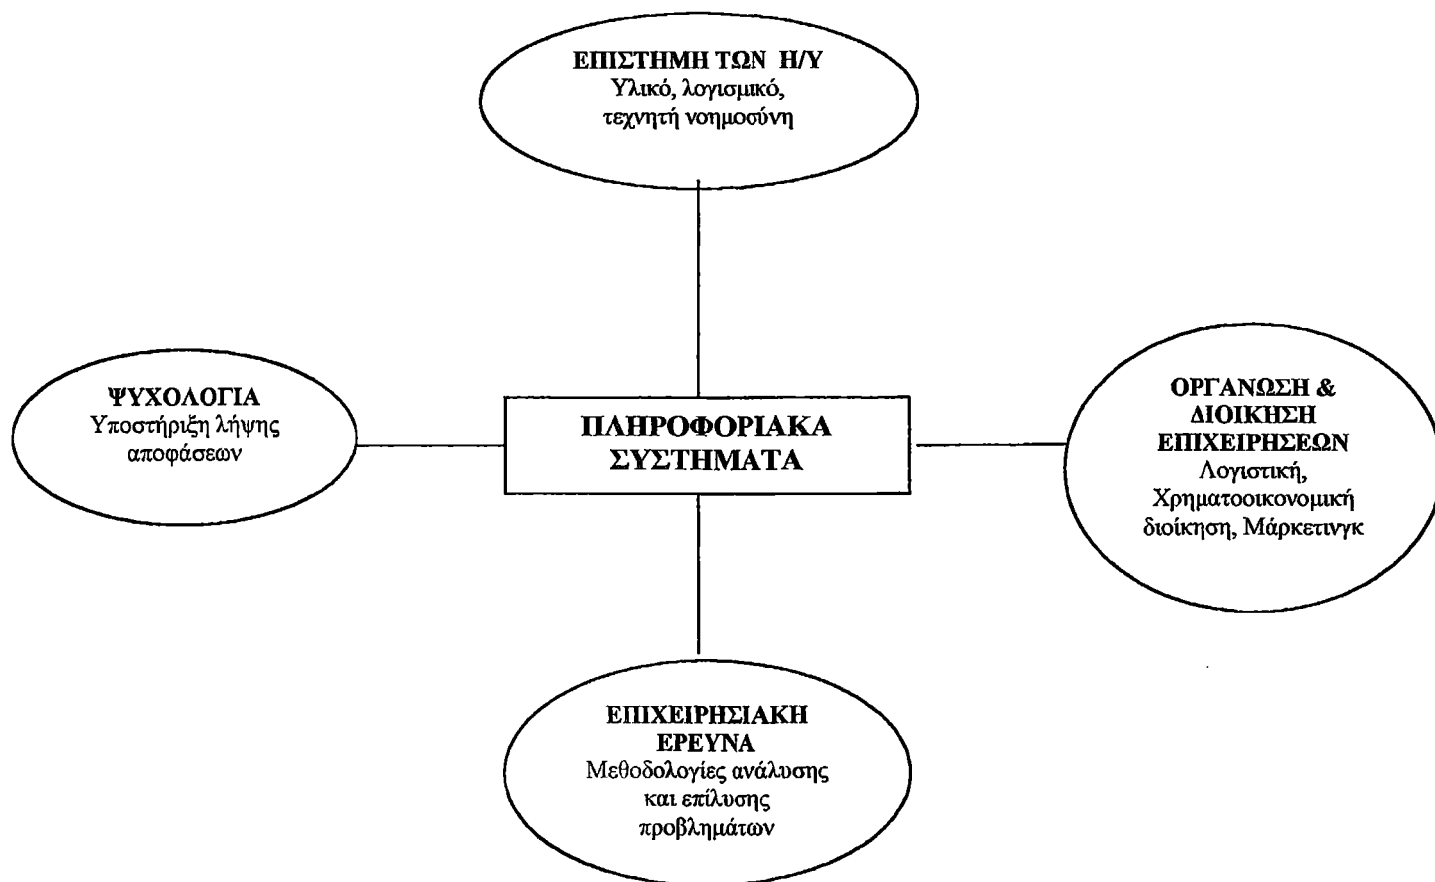 ΕΠΙΣΤΗΜΗ ΤΩΝ Η/Υ
Υλικό, λογισμικό,
τεχνητή νοημοσύνη
ΨΥΧΟΛΟΓΙΑ
Υποστήριξη λήψης
αποφάσεων
ΠΛΗΡΟΦΟΡΙΑΚΑ
ΣΥΣΤΗΜΑΤΑ
ΟΡΓΑΝΩΣΗ &
ΔΙΟΙΚΗΣΗ
ΕΠΙΧΕΙΡΗΣΕΩΝ
Λογιστική,
Χρηματοοικονομική
διοίκηση, Μάρκετινγκ
ΕΠΙΧΕΙΡΗΣΙΑΚΗ
ΕΡΕΥΝΑ
Μεθοδολογίες ανάλυσης
και επίλυσης
προβλημάτων